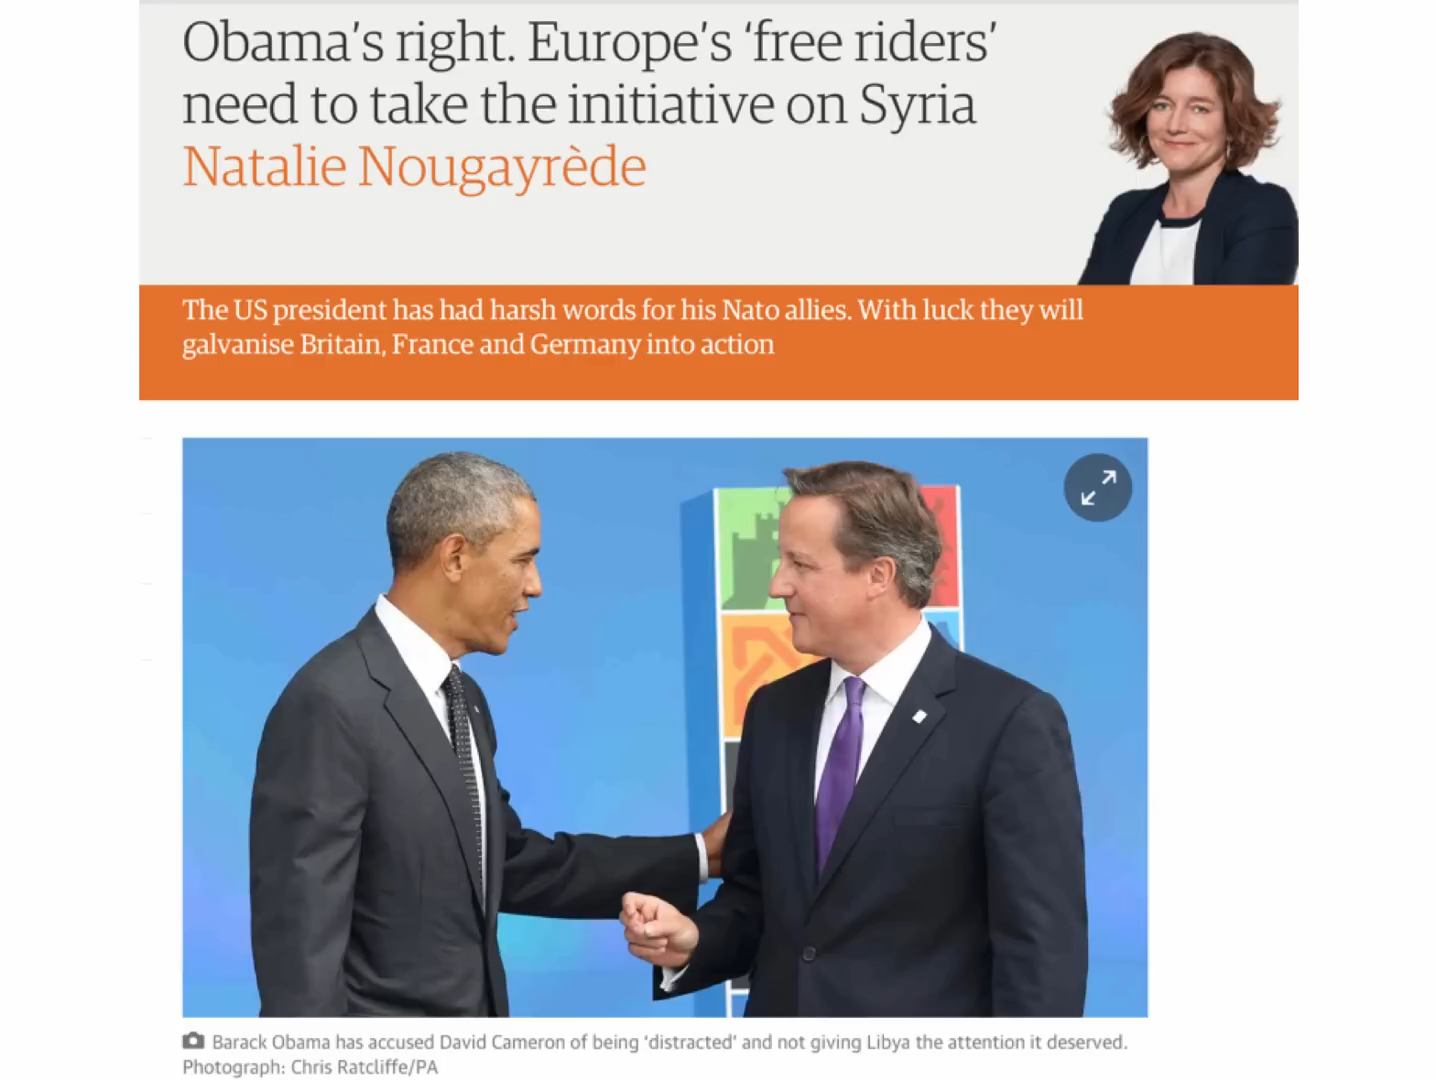 Obama’s right. Europe’s ‘free riders’
need to take the initiative on Syria
Natalie Nougayrède
The US president has had harsh words for his Nato allies. With luck they will
galvanise Britain, France and Germany into action
Barack Obama has accused David Cameron of being ‘distracted’ and not giving Libya the attention it deserved.
Photograph: Chris Ratcliffe/PA